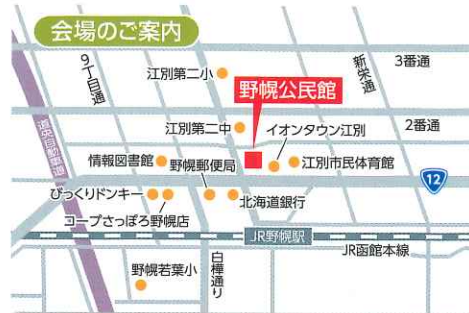 会場のご案内
9丁目通
江別第二小
新栄通
3番通
野幌公民館
道央自動車道
江別第二中
イオンタウン江別
2番通
情報図書館
野幌郵便局
江別市民体育館
12
びっくりドンキー
北海道銀行
コープさっぽろ野幌店
JR野幌駅
JR函館本線
野幌若葉小
白樺通り